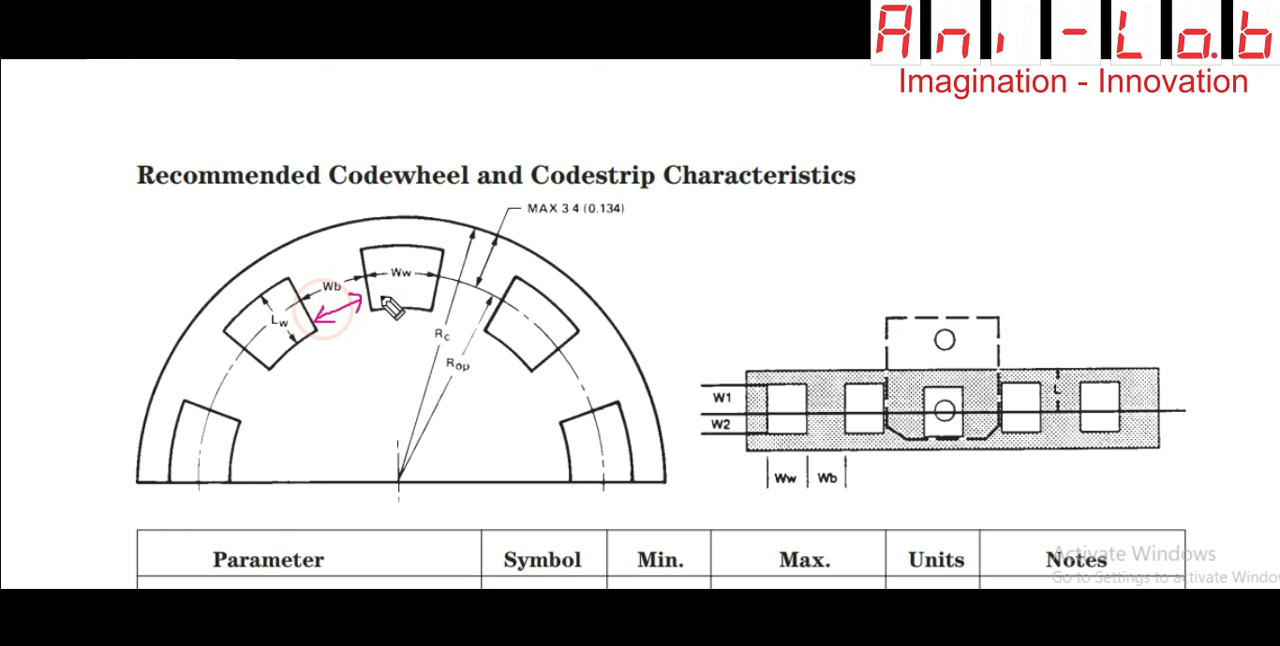 Ani-Lab
Imagination - Innovation
Recommended Codewheel and Codestrip Characteristics
MAX 3 4 (0.134)
Ww
Wb
Lw
Rc
Rop
W1
W2
L
Ww Wb
Parameter Symbol Min. Max. Units Notes
Activate Windows
Go to Settings to activate Windo